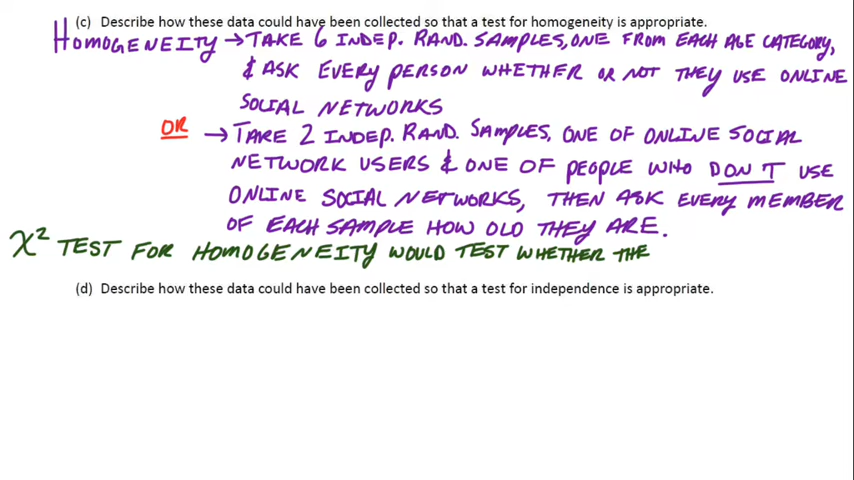 (c) Describe how these data could have been collected so that a test for homogeneity is appropriate.
HOMOGENEITY → TAKE 6 INDEP. RAND. SAMPLES, ONE FROM EACH AGE CATEGORY,
& ASK EVERY PERSON WHETHER OR NOT THEY USE ONLINE
SOCIAL NETWORKS
OR → TAKE 2 INDEP. RAND. SAMPLES, ONE OF ONLINE SOCIAL
NETWORK USERS & ONE OF PEOPLE WHO DON'T USE
ONLINE SOCIAL NETWORKS, THEN ASK EVERY MEMBER
OF EACH SAMPLE HOW OLD THEY ARE.
χ² TEST FOR HOMOGENEITY WOULD TEST WHETHER THE
(d) Describe how these data could have been collected so that a test for independence is appropriate.